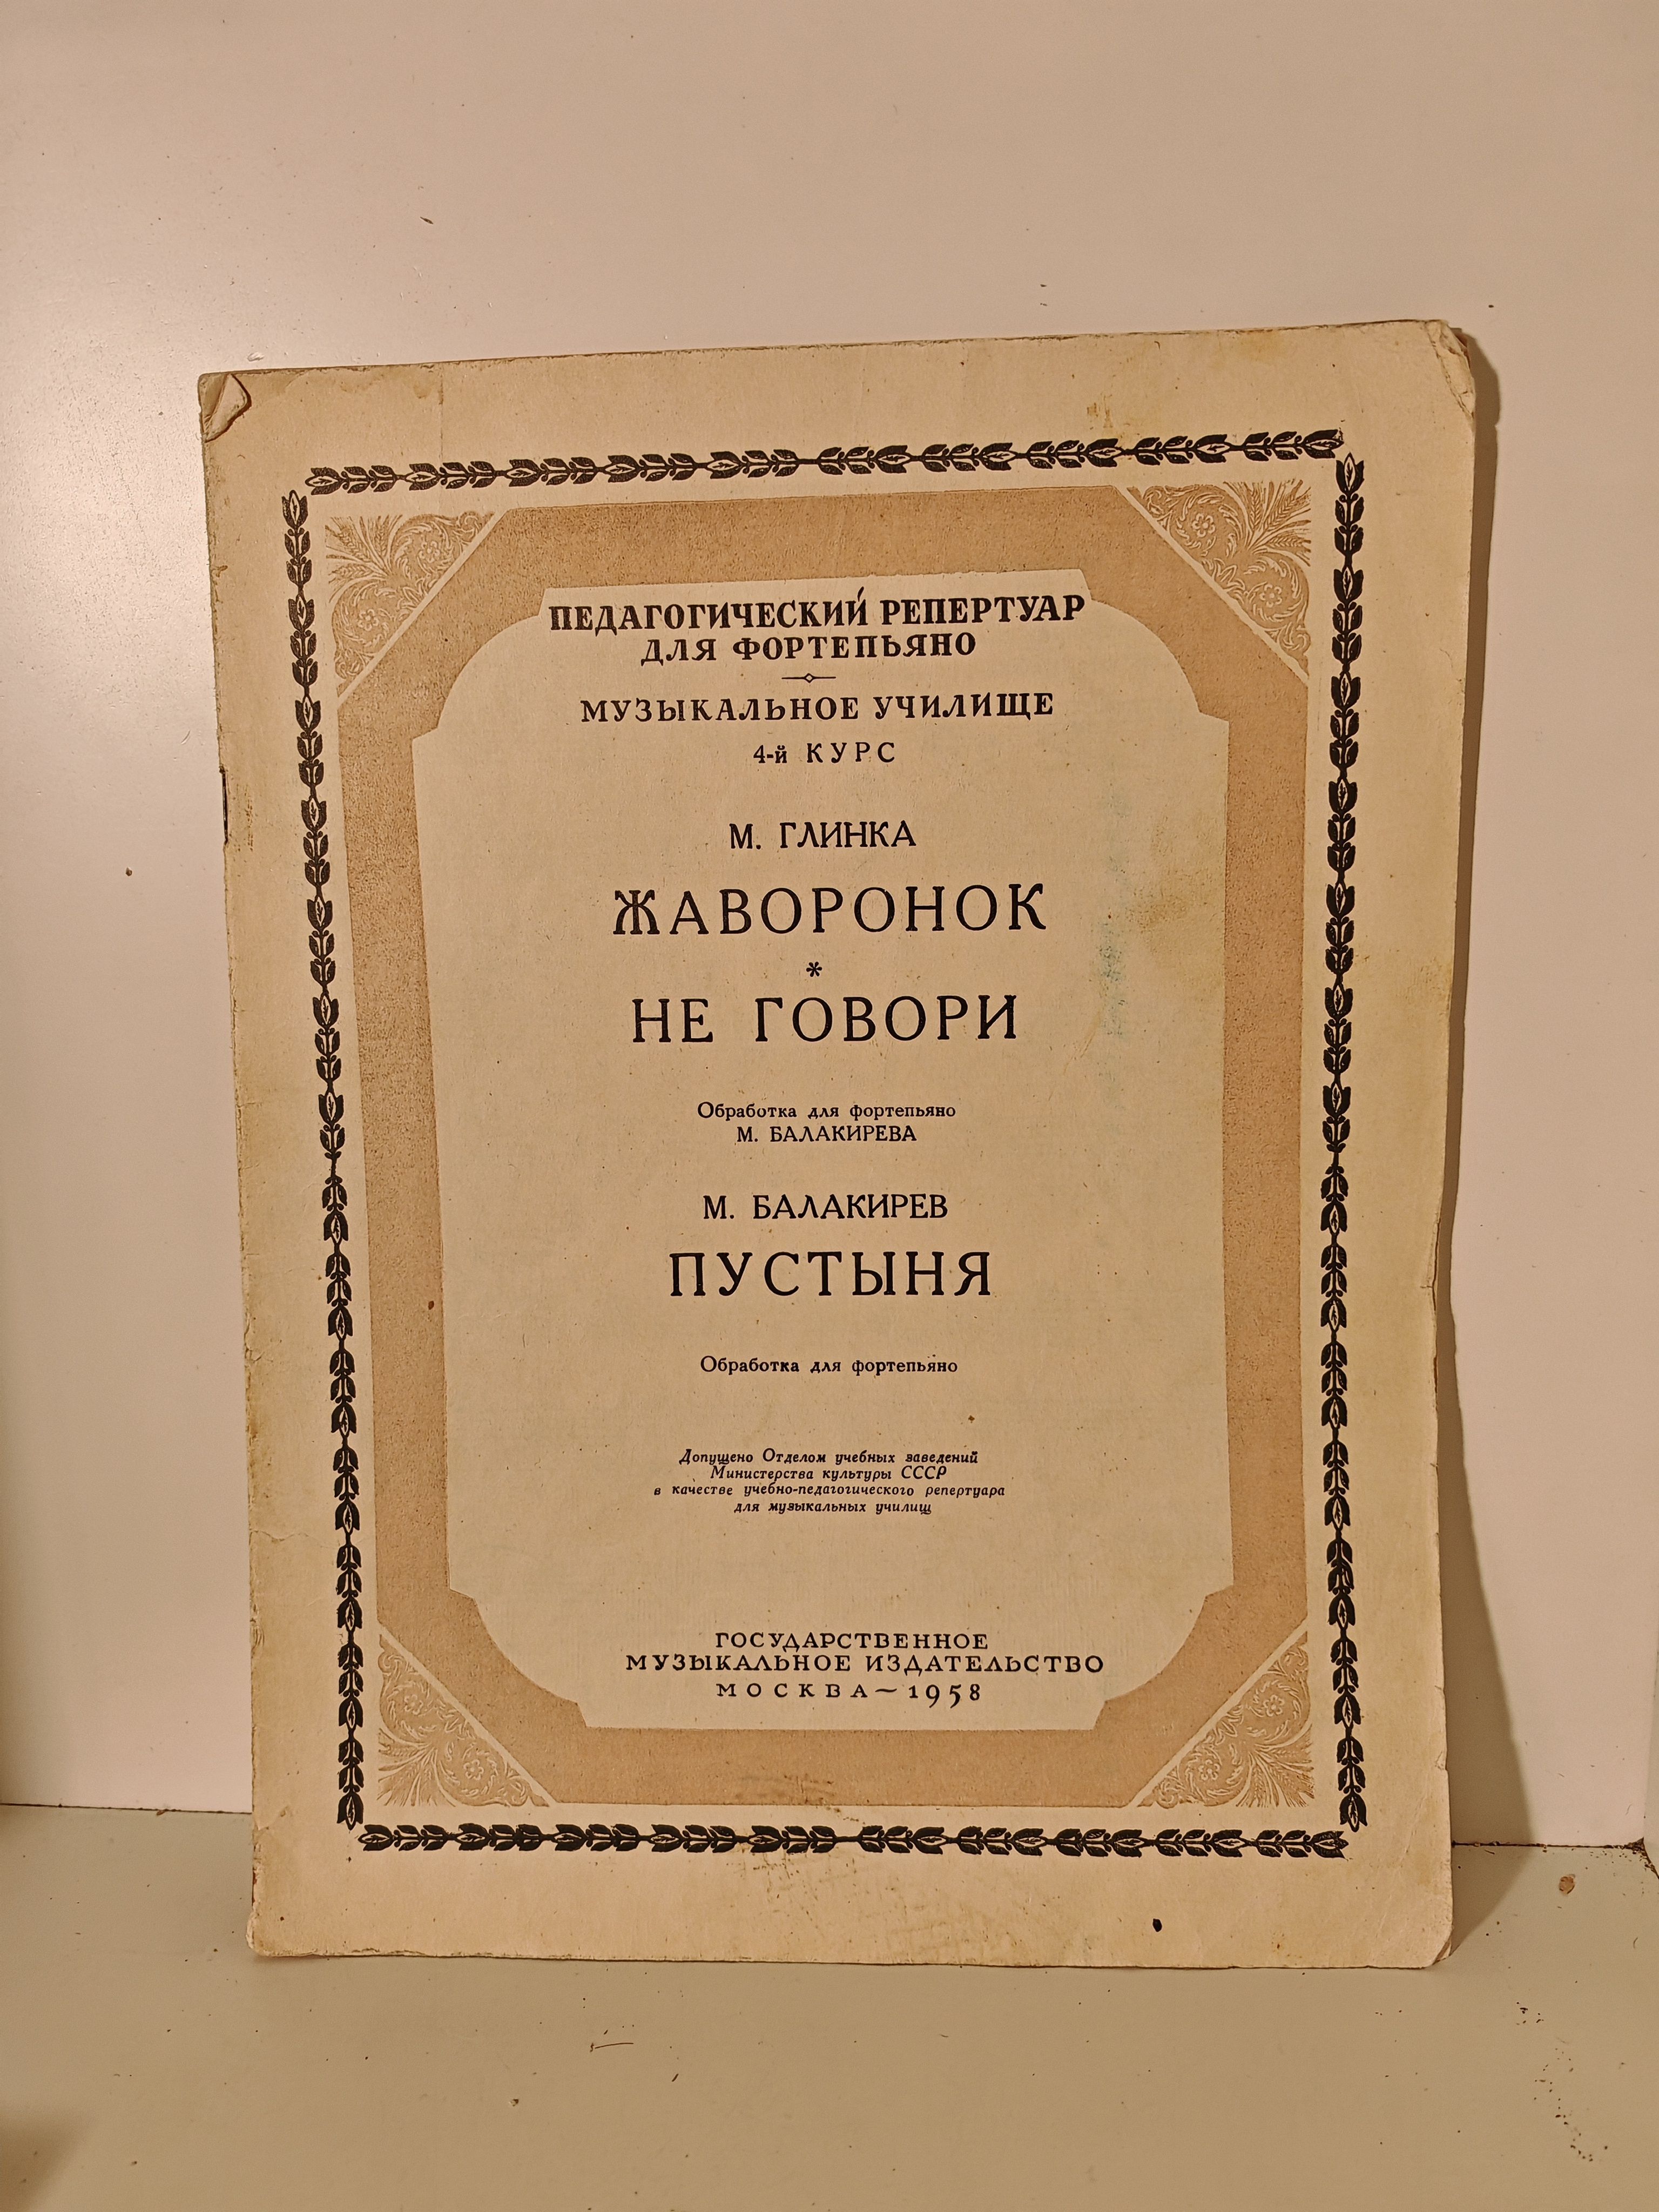 ПЕДАГОГИЧЕСКИЙ РЕПЕРТУАР
ДЛЯ ФОРТЕПЬЯНО
МУЗЫКАЛЬНОЕ УЧИЛИЩЕ
4-й КУРС
М. ГЛИНКА
ЖАВОРОНОК
*
НЕ ГОВОРИ
Обработка для фортепьяно
М. БАЛАКИРЕВА
М. БАЛАКИРЕВ
ПУСТЫНЯ
Обработка для фортепьяно
Допущено Отделом учебных заведений
Министерства культуры СССР
в качестве учебно-педагогического репертуара
для музыкальных училищ
ГОСУДАРСТВЕННОЕ
МУЗЫКАЛЬНОЕ ИЗДАТЕЛЬСТВО
МОСКВА — 1958